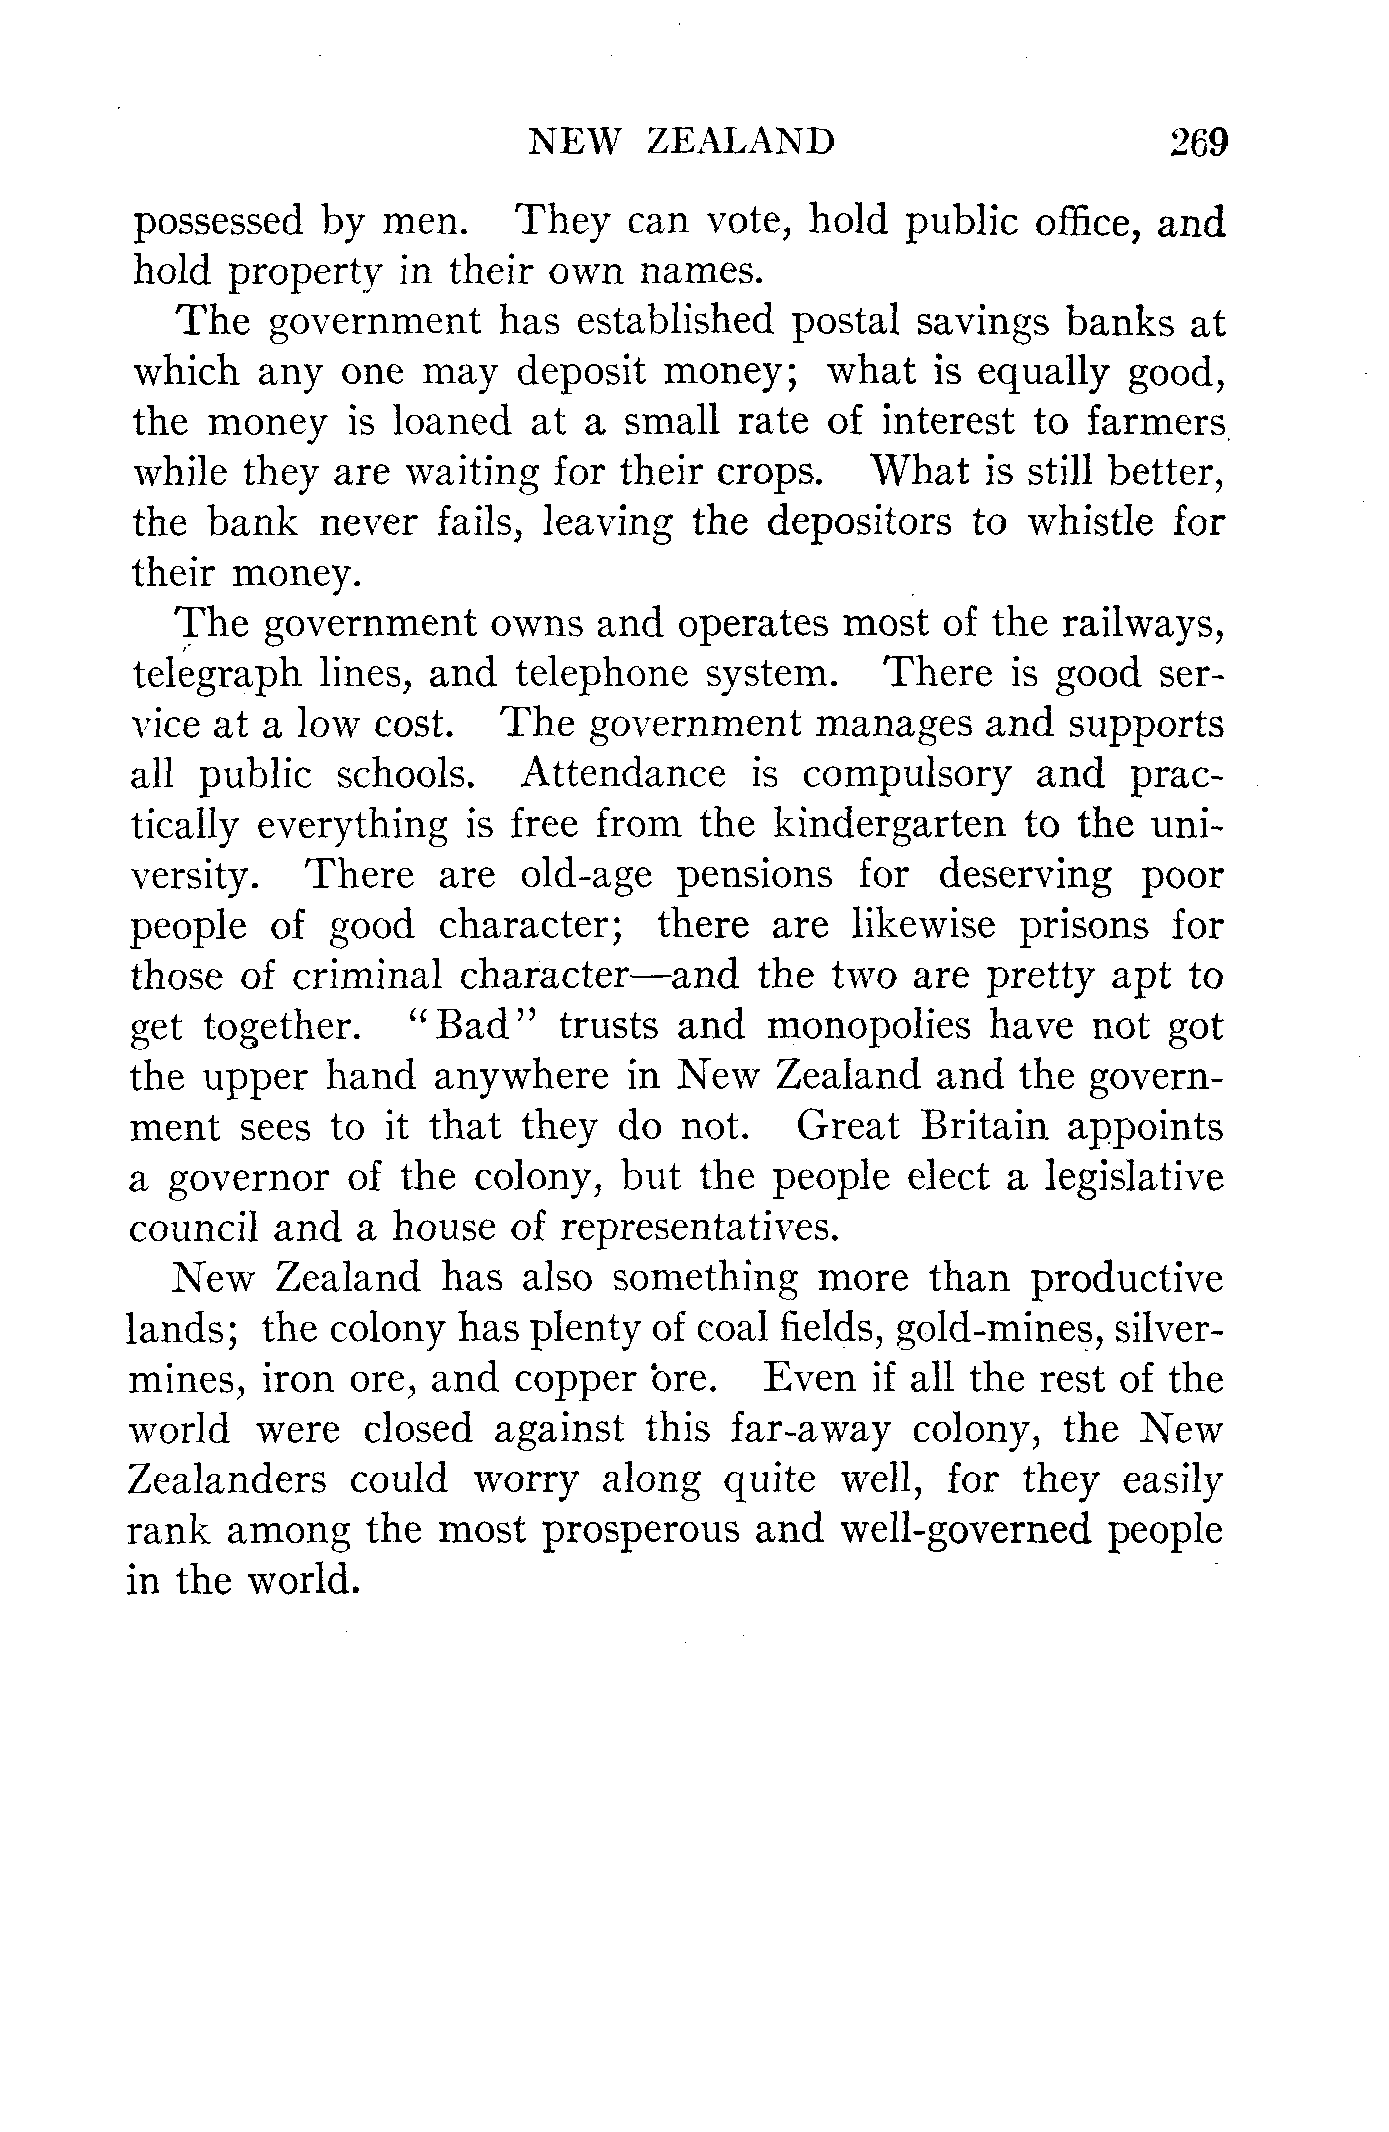 NEW ZEALAND 269
possessed by men. They can vote, hold public office, and
hold property in their own names.
The government has established postal savings banks at
which any one may deposit money; what is equally good,
the money is loaned at a small rate of interest to farmers
while they are waiting for their crops. What is still better,
the bank never fails, leaving the depositors to whistle for
their money.
The government owns and operates most of the railways,
telegraph lines, and telephone system. There is good ser-
vice at a low cost. The government manages and supports
all public schools. Attendance is compulsory and prac-
tically everything is free from the kindergarten to the uni-
versity. There are old-age pensions for deserving poor
people of good character; there are likewise prisons for
those of criminal character—and the two are pretty apt to
get together. "Bad" trusts and monopolies have not got
the upper hand anywhere in New Zealand and the govern-
ment sees to it that they do not. Great Britain appoints
a governor of the colony, but the people elect a legislative
council and a house of representatives.
New Zealand has also something more than productive
lands; the colony has plenty of coal fields, gold-mines, silver-
mines, iron ore, and copper ore. Even if all the rest of the
world were closed against this far-away colony, the New
Zealanders could worry along quite well, for they easily
rank among the most prosperous and well-governed people
in the world.